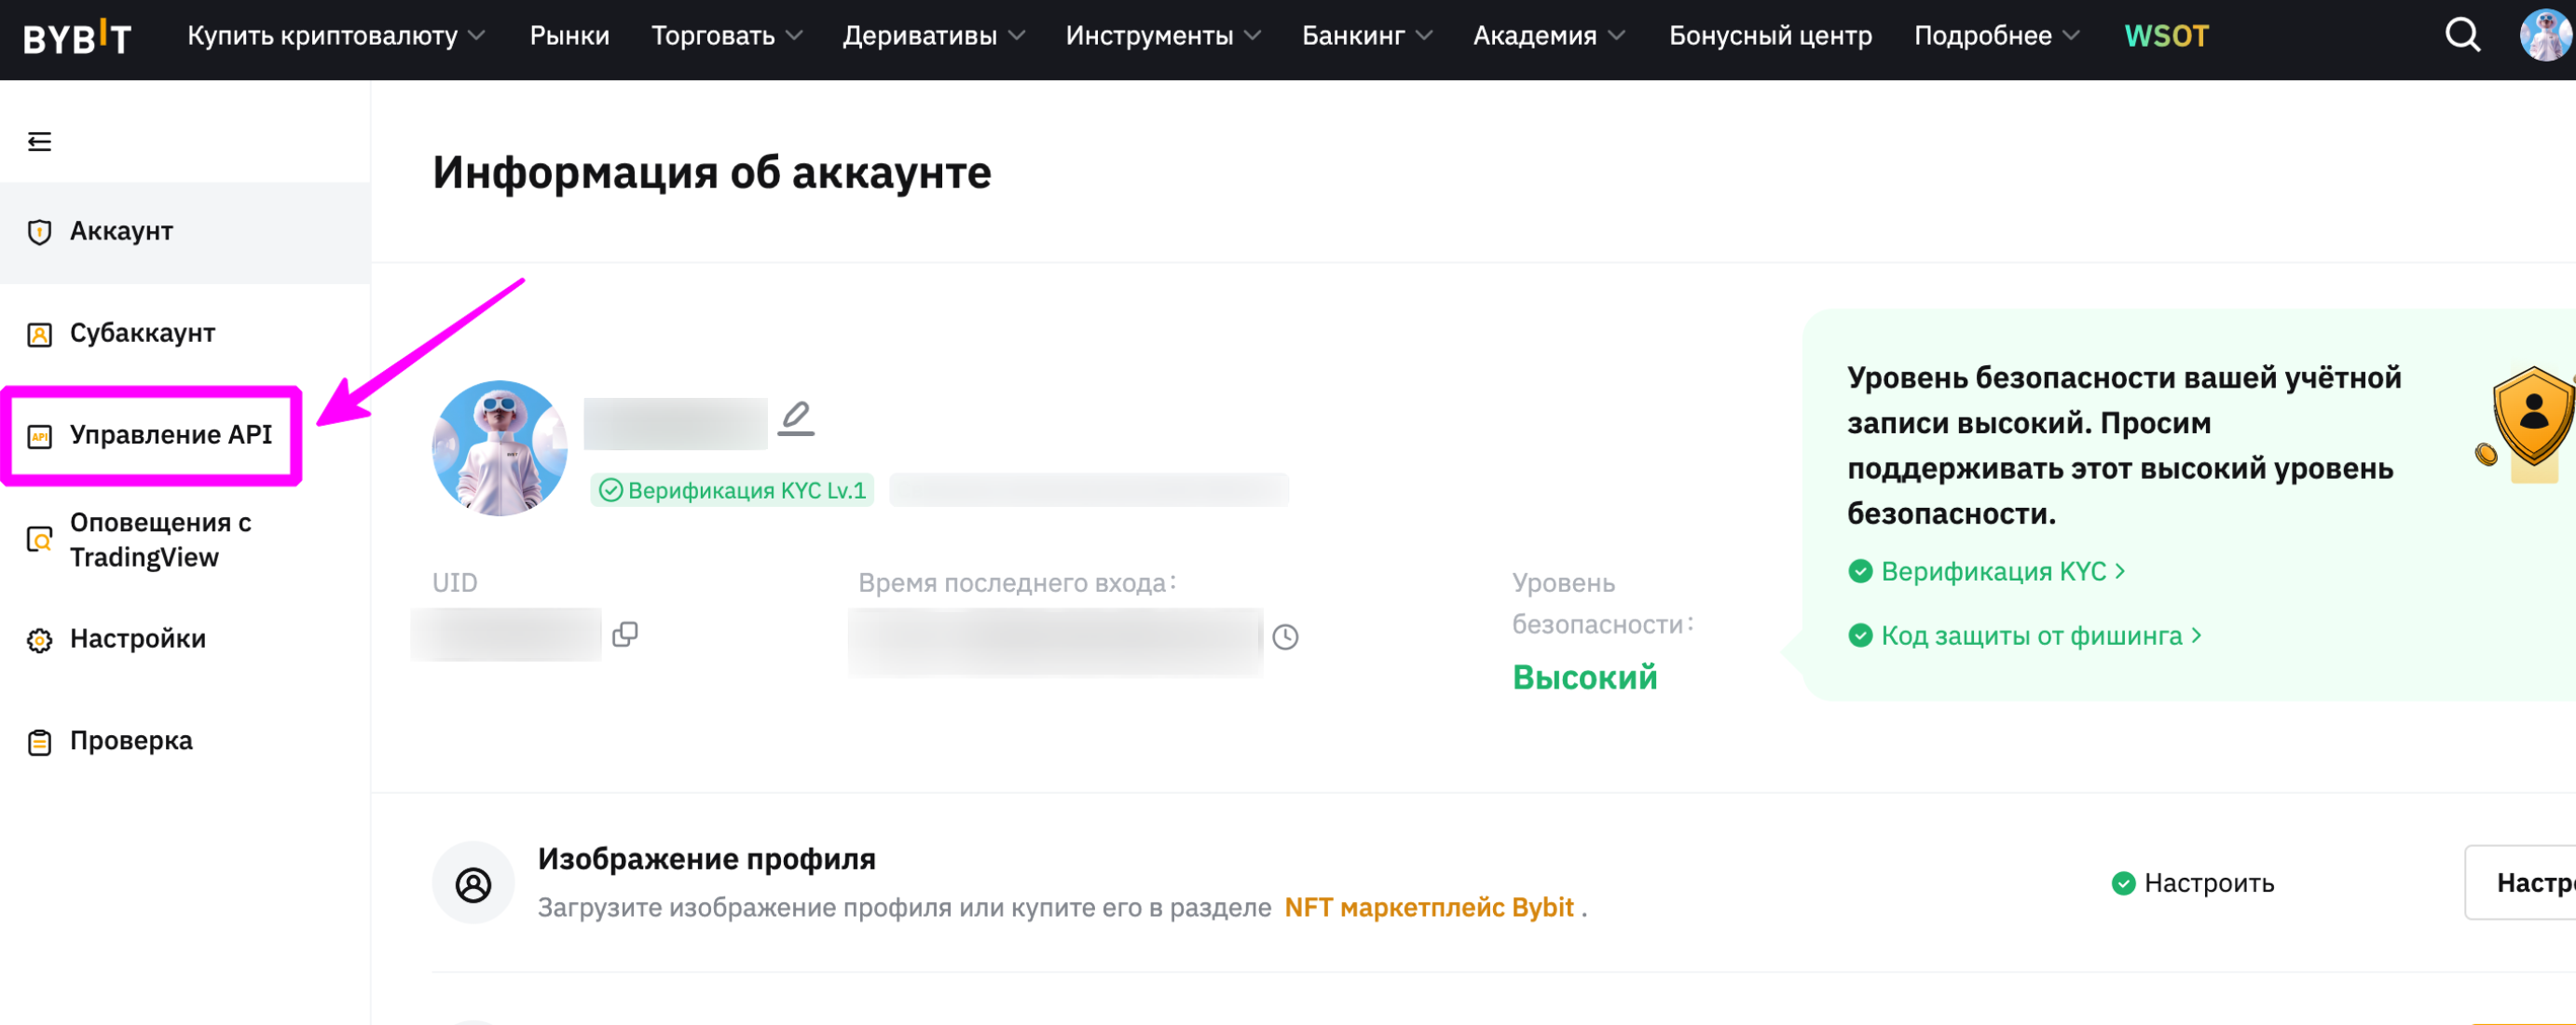 BYBIT Купить криптовалюту Рынки Торговать Деривативы Инструменты Банкинг Академия Бонусный центр Подробнее WSOT
Информация об аккаунте
Аккаунт
Субаккаунт
API Управление API
Оповещения с
TradingView
Настройки
Проверка
Верификация KYC Lv.1
UID
Время последнего входа:
Уровень
безопасности:
Высокий
Уровень безопасности вашей учётной
записи высокий. Просим
поддерживать этот высокий уровень
безопасности.
Верификация KYC
Код защиты от фишинга
Изображение профиля
Загрузите изображение профиля или купите его в разделе NFT маркетплейс Bybit .
Настроить